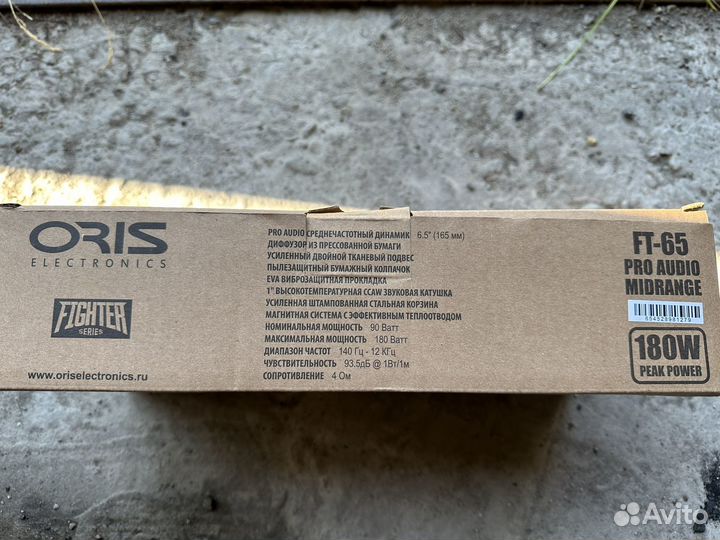 ORIS
ELECTRONICS
FIGHTER
SERIES
www.oriselectronics.ru
PRO AUDIO СРЕДНЕЧАСТОТНЫЙ ДИНАМИК 6.5" (165 мм)
ДИФФУЗОР ИЗ ПРЕССОВАННОЙ БУМАГИ
УСИЛЕННЫЙ ДВОЙНОЙ ТКАНЕВЫЙ ПОДВЕС
ПЫЛЕЗАЩИТНЫЙ БУМАЖНЫЙ КОЛПАЧОК
EVA ВИБРОЗАЩИТНАЯ ПРОКЛАДКА
1" ВЫСОКОТЕМПЕРАТУРНАЯ CCAW ЗВУКОВАЯ КАТУШКА
УСИЛЕННАЯ ШТАМПОВАННАЯ СТАЛЬНАЯ КОРЗИНА
МАГНИТНАЯ СИСТЕМА С ЭФФЕКТИВНЫМ ТЕПЛООТВОДОМ
НОМИНАЛЬНАЯ МОЩНОСТЬ 90 Ватт
МАКСИМАЛЬНАЯ МОЩНОСТЬ 180 Ватт
ДИАПАЗОН ЧАСТОТ 140 Гц - 12 КГц
ЧУВСТВИТЕЛЬНОСТЬ 93.5дБ @ 1Вт/1м
СОПРОТИВЛЕНИЕ 4 Ом
FT-65
PRO AUDIO
MIDRANGE
654528981279
180W
PEAK POWER
Avito